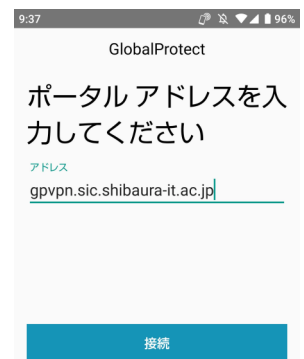 9:37
96%
GlobalProtect
ポータル アドレスを入
力してください
アドレス
gpvpn.sic.shibaura-it.ac.jp
接続